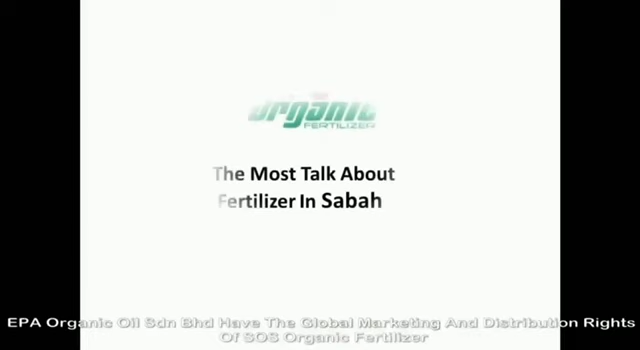 organic
FERTILIZER
The Most Talk About
Fertilizer In Sabah
EPA Organic Oil Sdn Bhd Have The Global Marketing And Distribution Rights
Of SOS Organic Fertilizer